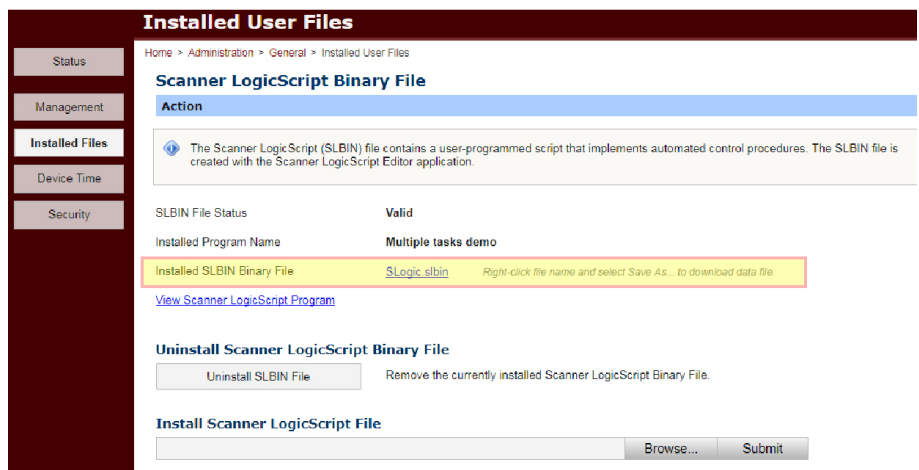 Installed User Files
Home > Administration > General > Installed User Files
Status
Management
Installed Files
Device Time
Security
Scanner LogicScript Binary File
Action
The Scanner LogicScript (SLBIN) file contains a user-programmed script that implements automated control procedures. The SLBIN file is
created with the Scanner LogicScript Editor application.
SLBIN File Status Valid
Installed Program Name Multiple tasks demo
Installed SLBIN Binary File SLogic.slbin Right-click file name and select Save As... to download data file.
View Scanner LogicScript Program
Uninstall Scanner LogicScript Binary File
Uninstall SLBIN File Remove the currently installed Scanner LogicScript Binary File.
Install Scanner LogicScript File
Browse... Submit